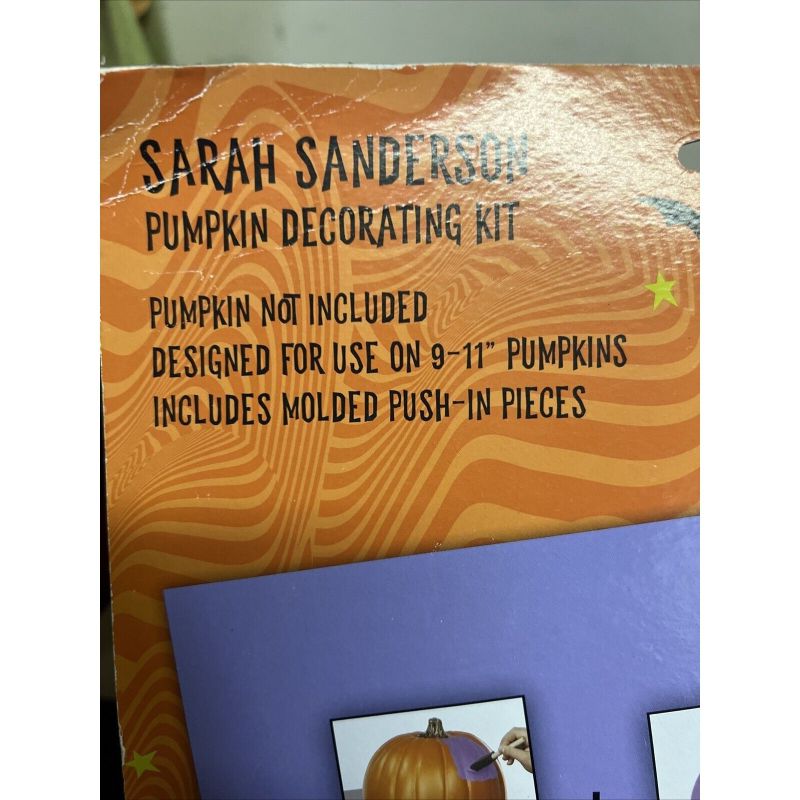 SARAH SANDERSON
PUMPKIN DECORATING KIT
PUMPKIN NOT INCLUDED
DESIGNED FOR USE ON 9-11" PUMPKINS
INCLUDES MOLDED PUSH-IN PIECES